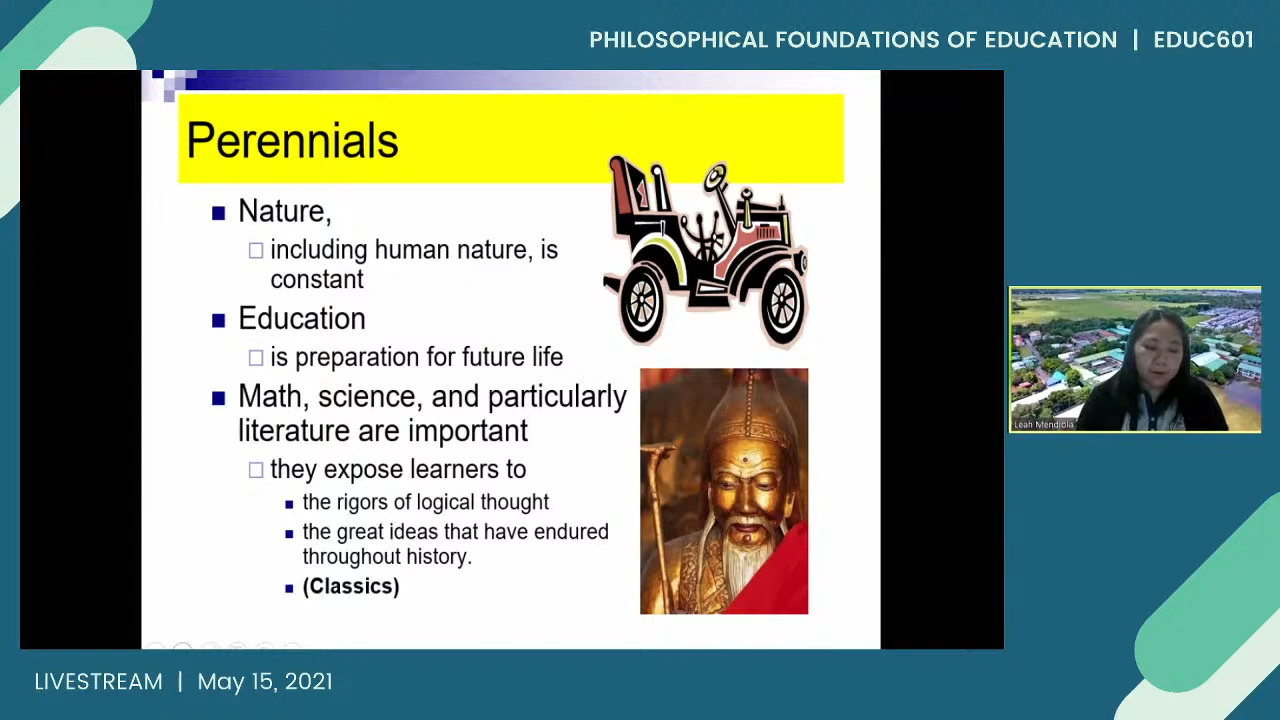 PHILOSOPHICAL FOUNDATIONS OF EDUCATION | EDUC601
Perennials
Nature,
including human nature, is
constant
Education
is preparation for future life
Math, science, and particularly
literature are important
they expose learners to
the rigors of logical thought
the great ideas that have endured
throughout history.
(Classics)
Leah Mendiola
LIVESTREAM | May 15, 2021